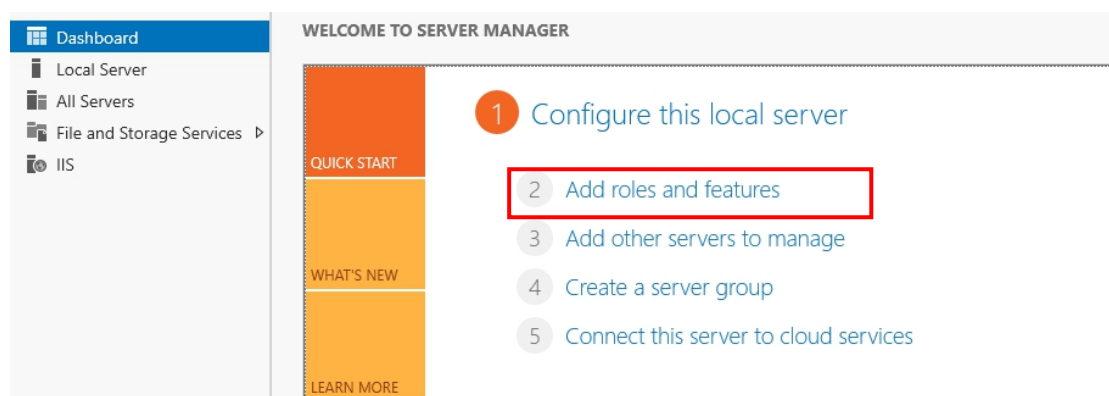 Dashboard
Local Server
All Servers
File and Storage Services
IIS
WELCOME TO SERVER MANAGER
QUICK START
WHAT'S NEW
LEARN MORE
1 Configure this local server
2 Add roles and features
3 Add other servers to manage
4 Create a server group
5 Connect this server to cloud services